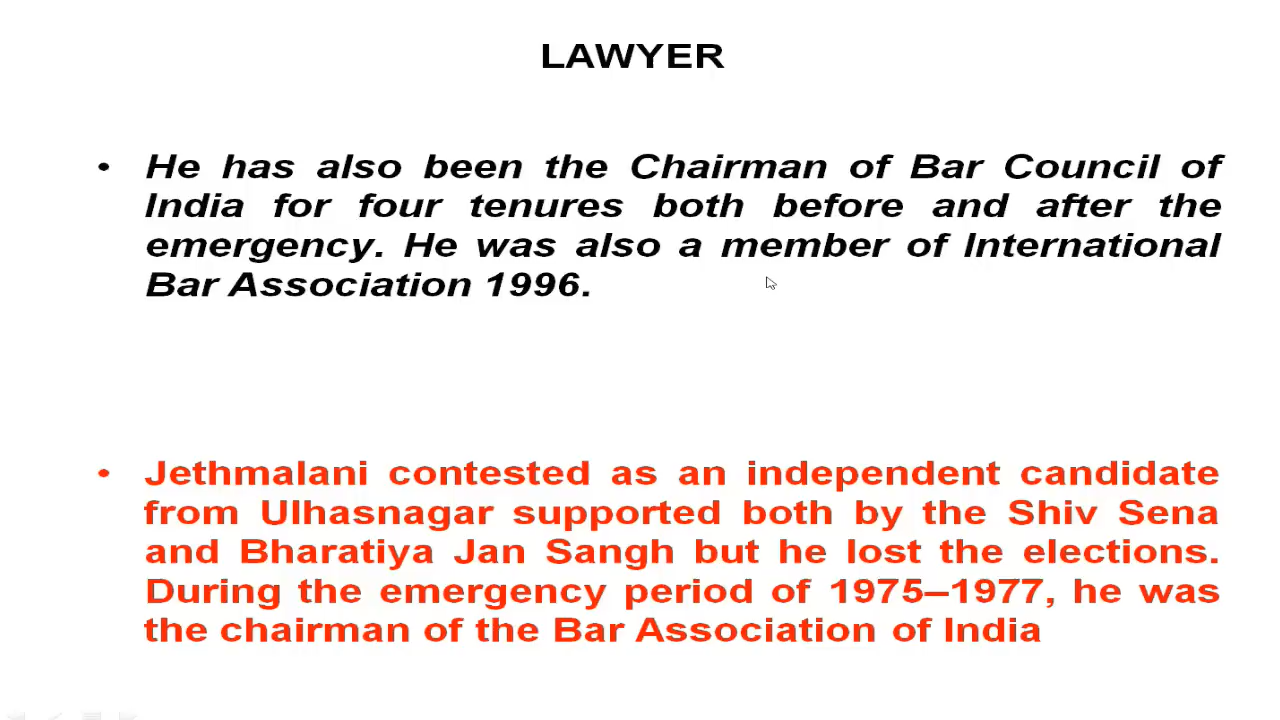 LAWYER
• He has also been the Chairman of Bar Council of
India for four tenures both before and after the
emergency. He was also a member of International
Bar Association 1996.
• Jethmalani contested as an independent candidate
from Ulhasnagar supported both by the Shiv Sena
and Bharatiya Jan Sangh but he lost the elections.
During the emergency period of 1975–1977, he was
the chairman of the Bar Association of India